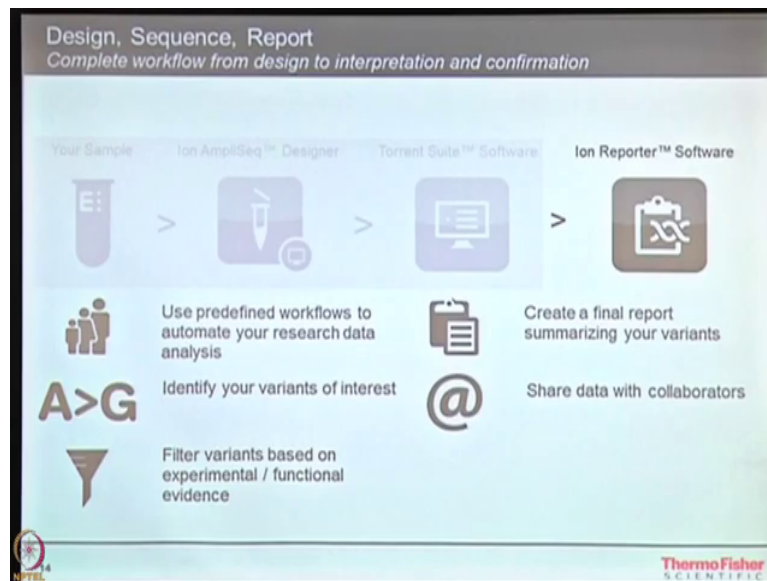 Design, Sequence, Report
Complete workflow from design to interpretation and confirmation
Your Sample
Ion AmpliSeq™ Designer
Torrent Suite™ Software
Ion Reporter™ Software
E:
>
>
>
Use predefined workflows to
automate your research data
analysis
Create a final report
summarizing your variants
A>G
Identify your variants of interest
@
Share data with collaborators
Filter variants based on
experimental / functional
evidence
14
NPTEL
ThermoFisher
SCIENTIFIC